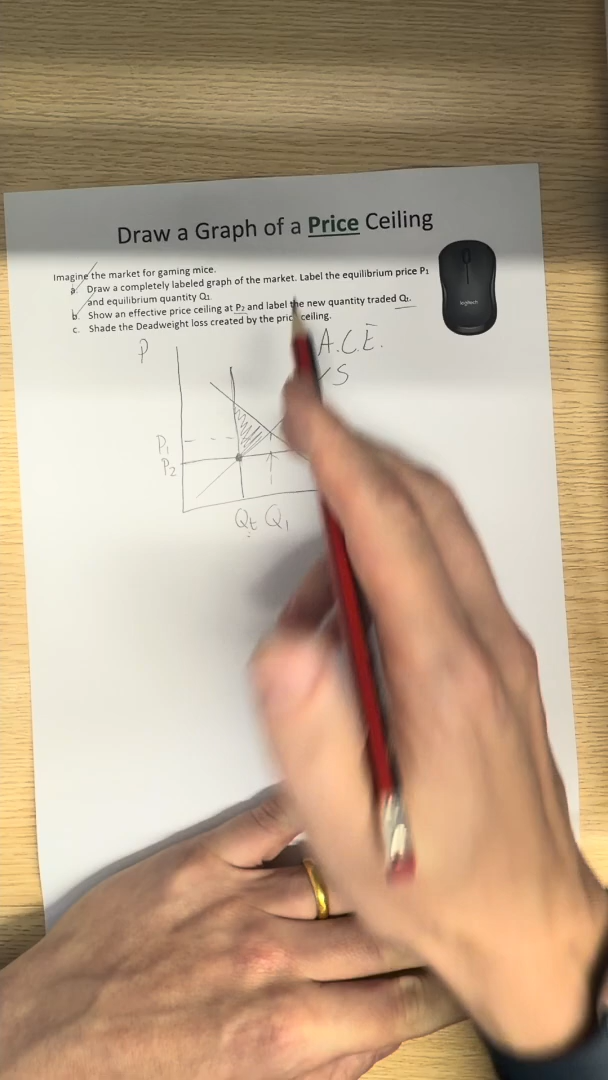 Draw a Graph of a Price Ceiling
Imagine the market for gaming mice.
a. Draw a completely labeled graph of the market. Label the equilibrium price P1
and equilibrium quantity Q1.
b. Show an effective price ceiling at P2 and label the new quantity traded Qt.
c. Shade the Deadweight loss created by the price ceiling.
logitech
A.C.E.
P
S
P1
P2
Qt Q1